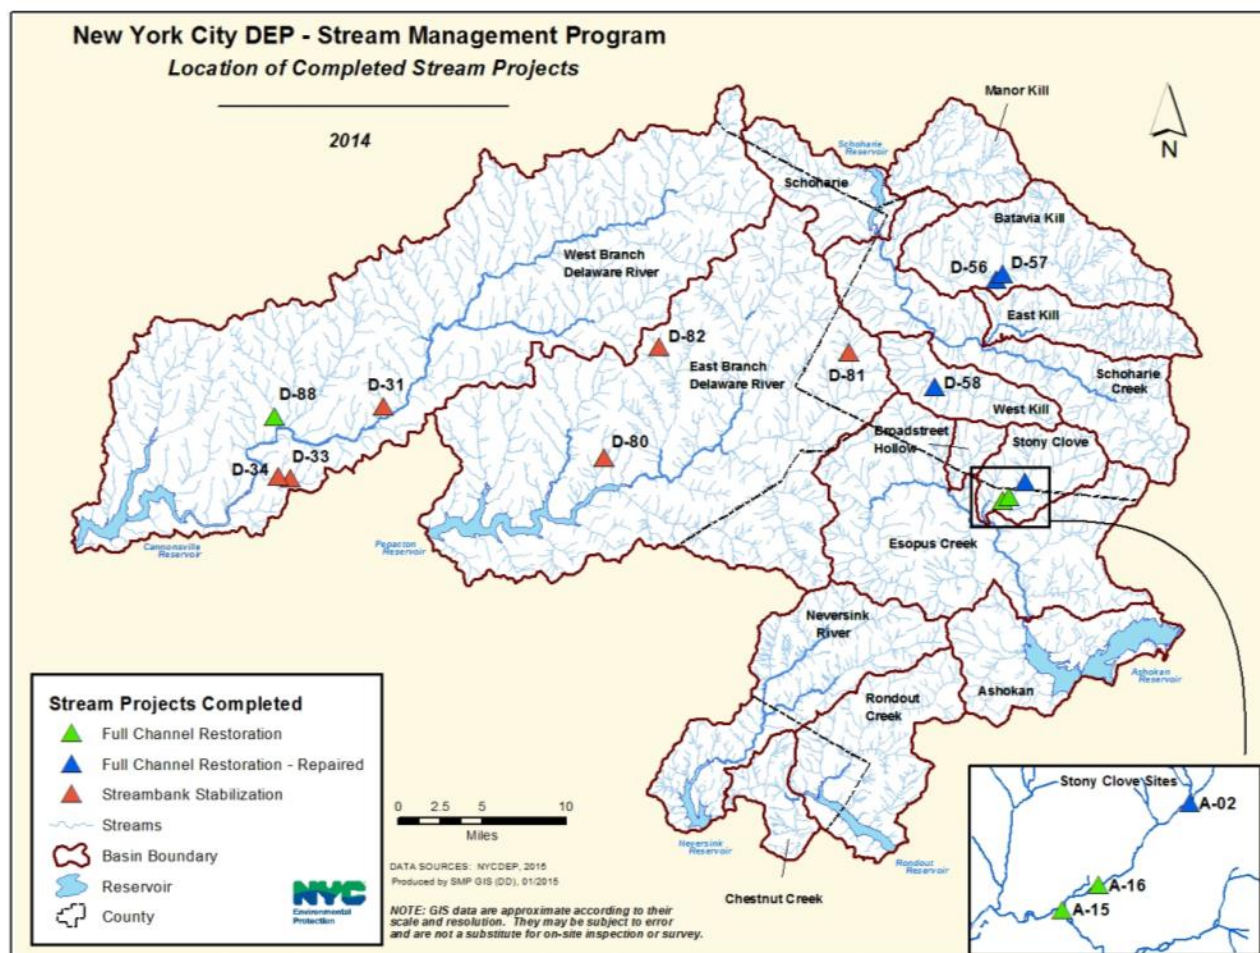 New York City DEP - Stream Management Program
Location of Completed Stream Projects
2014
Manor Kill
N
Schoharie
Reservoir
Schoharie
Batavia Kill
D-56
D-57
West Branch
Delaware River
East Kill
D-82
East Branch
Delaware River
D-81
D-58
Schoharie
Creek
D-88
D-31
West Kill
Broadstreet
Hollow
Stony Clove
D-80
D-34
D-33
Cannonsville
Reservoir
Pepacton
Reservoir
Esopus Creek
Neversink
River
Ashokan
Reservoir
Rondout
Creek
Ashokan
Stream Projects Completed
Full Channel Restoration
Full Channel Restoration - Repaired
Streambank Stabilization
Streams
Basin Boundary
Reservoir
County
NYC
Environmental
Protection
0 2.5 5 10
Miles
DATA SOURCES: NYCDEP, 2015
Produced by SMP GIS (DD), 01/2015
NOTE: GIS data are approximate according to their
scale and resolution. They may be subject to error
and are not a substitute for on-site inspection or survey.
Neversink
Reservoir
Rondout
Reservoir
Chestnut Creek
Stony Clove Sites
A-02
A-16
A-15